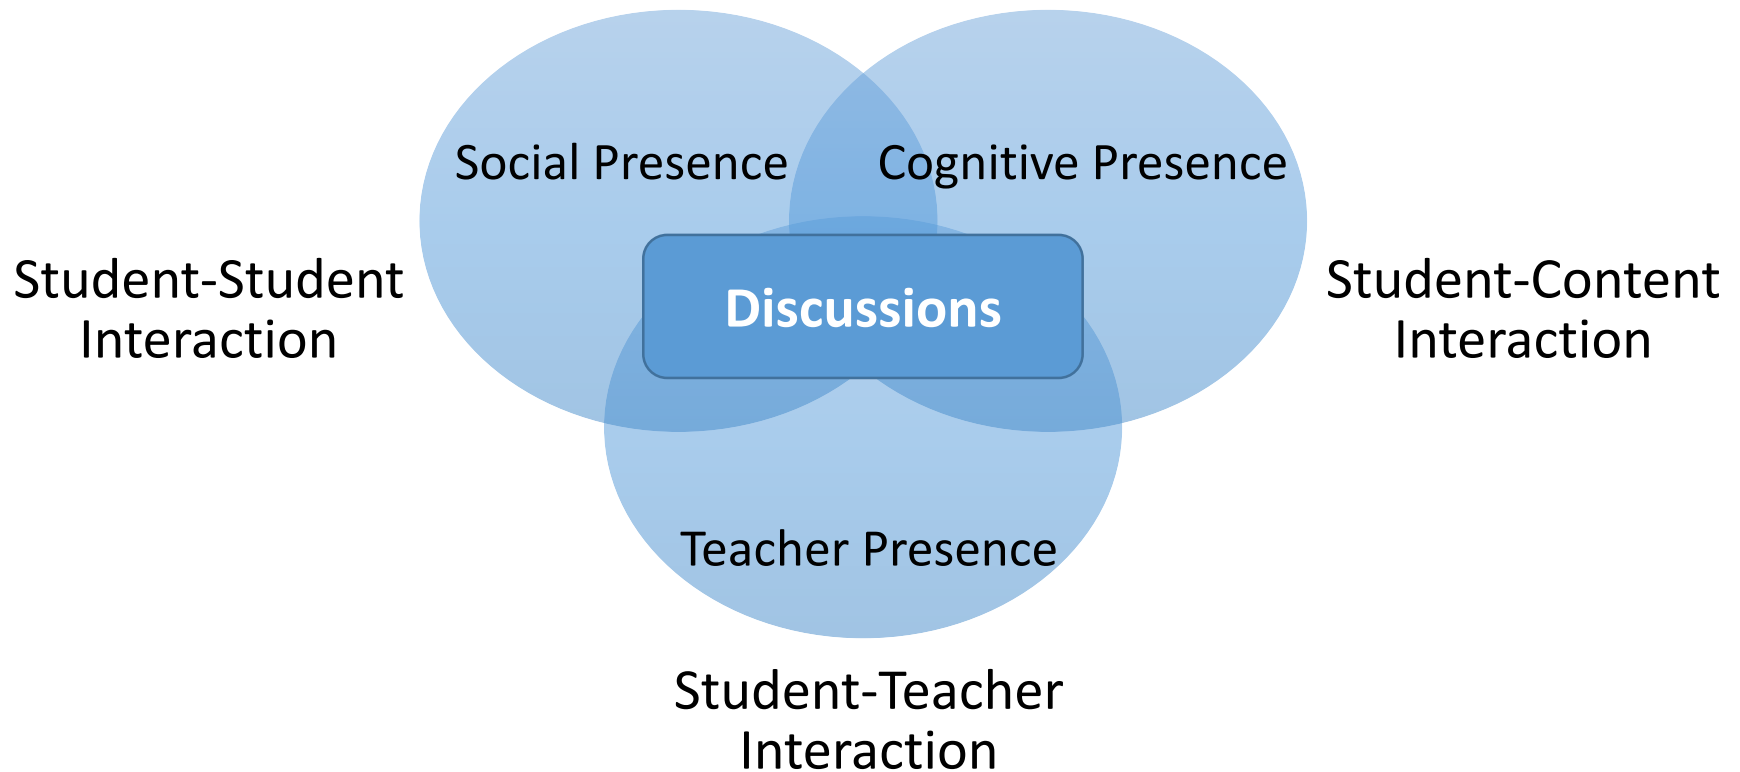 Social Presence
Cognitive Presence
Student-Student
Interaction
Discussions
Student-Content
Interaction
Teacher Presence
Student-Teacher
Interaction